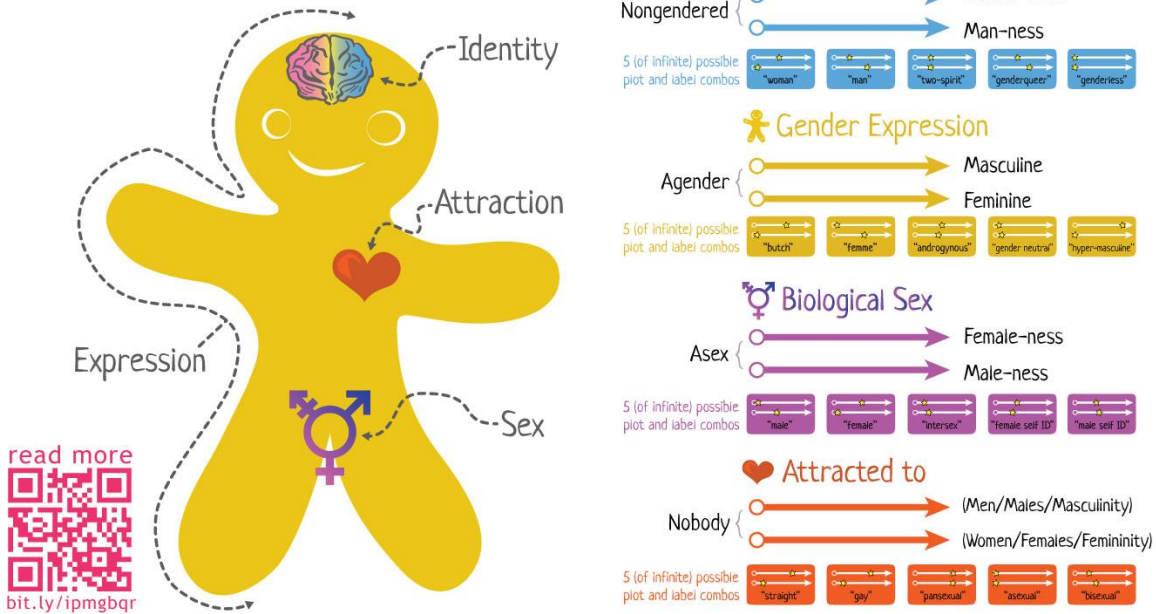 Identity
Attraction
Expression
Sex
read more
bit.ly/ipmgbqr
Nongendered
Man-ness
5 (of infinite) possible
plot and label combos
"woman"
"man"
"two-spirit"
"genderqueer"
"genderless"
Gender Expression
Agender
Masculine
Feminine
5 (of infinite) possible
plot and label combos
"butch"
"femme"
"androgynous"
"gender neutral"
"hyper-masculine"
Biological Sex
Asex
Female-ness
Male-ness
5 (of infinite) possible
plot and label combos
"male"
"female"
"intersex"
"female self ID"
"male self ID"
Attracted to
Nobody
(Men/Males/Masculinity)
(Women/Females/Femininity)
5 (of infinite) possible
plot and label combos
"straight"
"gay"
"pansexual"
"asexual"
"bisexual"